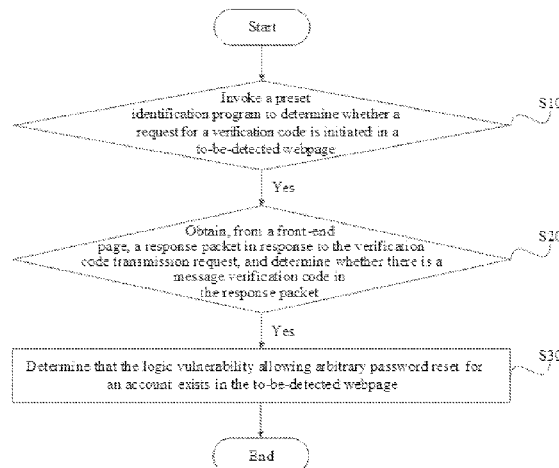 Start
Invoke a preset
identification program to determine whether a
request for a verification code is initiated in a
to-be-detected webpage
S10
Yes
Obtain, from a front-end
page, a response packet in response to the verification
code transmission request, and determine whether there is a
message verification code in
the response packet
S20
Yes
Determine that the logic vulnerability allowing arbitrary password reset for
an account exists in the to-be-detected webpage
S30
End